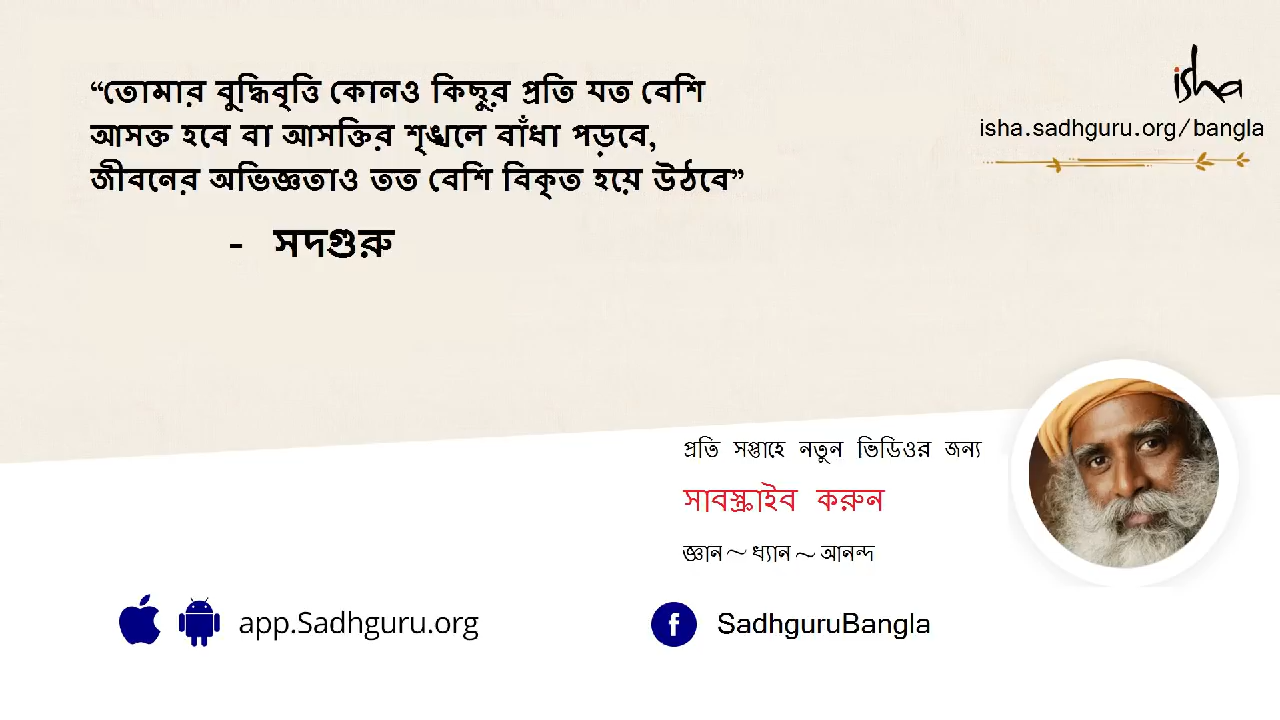 “তোমার বুদ্ধিবৃত্তি কোনও কিছুর প্রতি যত বেশি
আসক্ত হবে বা আসক্তির শৃঙ্খলে বাঁধা পড়বে,
জীবনের অভিজ্ঞতাও তত বেশি বিকৃত হয়ে উঠবে”
- সদগুরু
isha
isha.sadhguru.org/bangla
প্রতি সপ্তাহে নতুন ভিডিওর জন্য
সাবস্ক্রাইব করুন
জ্ঞান ~ ধ্যান ~ আনন্দ
app.Sadhguru.org
f SadhguruBangla